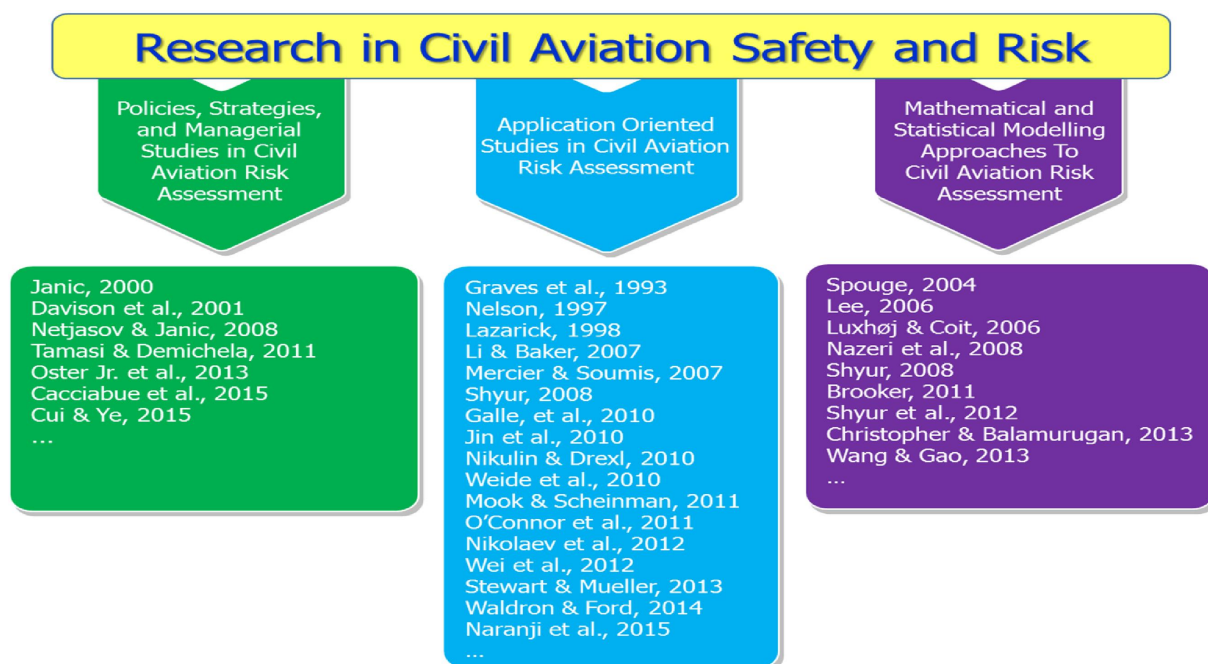 Research in Civil Aviation Safety and Risk
Policies, Strategies,
and Managerial
Studies in Civil
Aviation Risk
Assessment
Janic, 2000
Davison et al., 2001
Netjasov & Janic, 2008
Tamasi & Demichela, 2011
Oster Jr. et al., 2013
Cacciabue et al., 2015
Cui & Ye, 2015
...
Application Oriented
Studies in Civil Aviation
Risk Assessment
Graves et al., 1993
Nelson, 1997
Lazarick, 1998
Li & Baker, 2007
Mercier & Soumis, 2007
Shyur, 2008
Galle, et al., 2010
Jin et al., 2010
Nikulin & Drexl, 2010
Weide et al., 2010
Mook & Scheinman, 2011
O’Connor et al., 2011
Nikolaev et al., 2012
Wei et al., 2012
Stewart & Mueller, 2013
Waldron & Ford, 2014
Naranji et al., 2015
...
Mathematical and
Statistical Modelling
Approaches To
Civil Aviation Risk
Assessment
Spouge, 2004
Lee, 2006
Luxhøj & Coit, 2006
Nazeri et al., 2008
Shyur, 2008
Brooker, 2011
Shyur et al., 2012
Christopher & Balamurugan, 2013
Wang & Gao, 2013
...